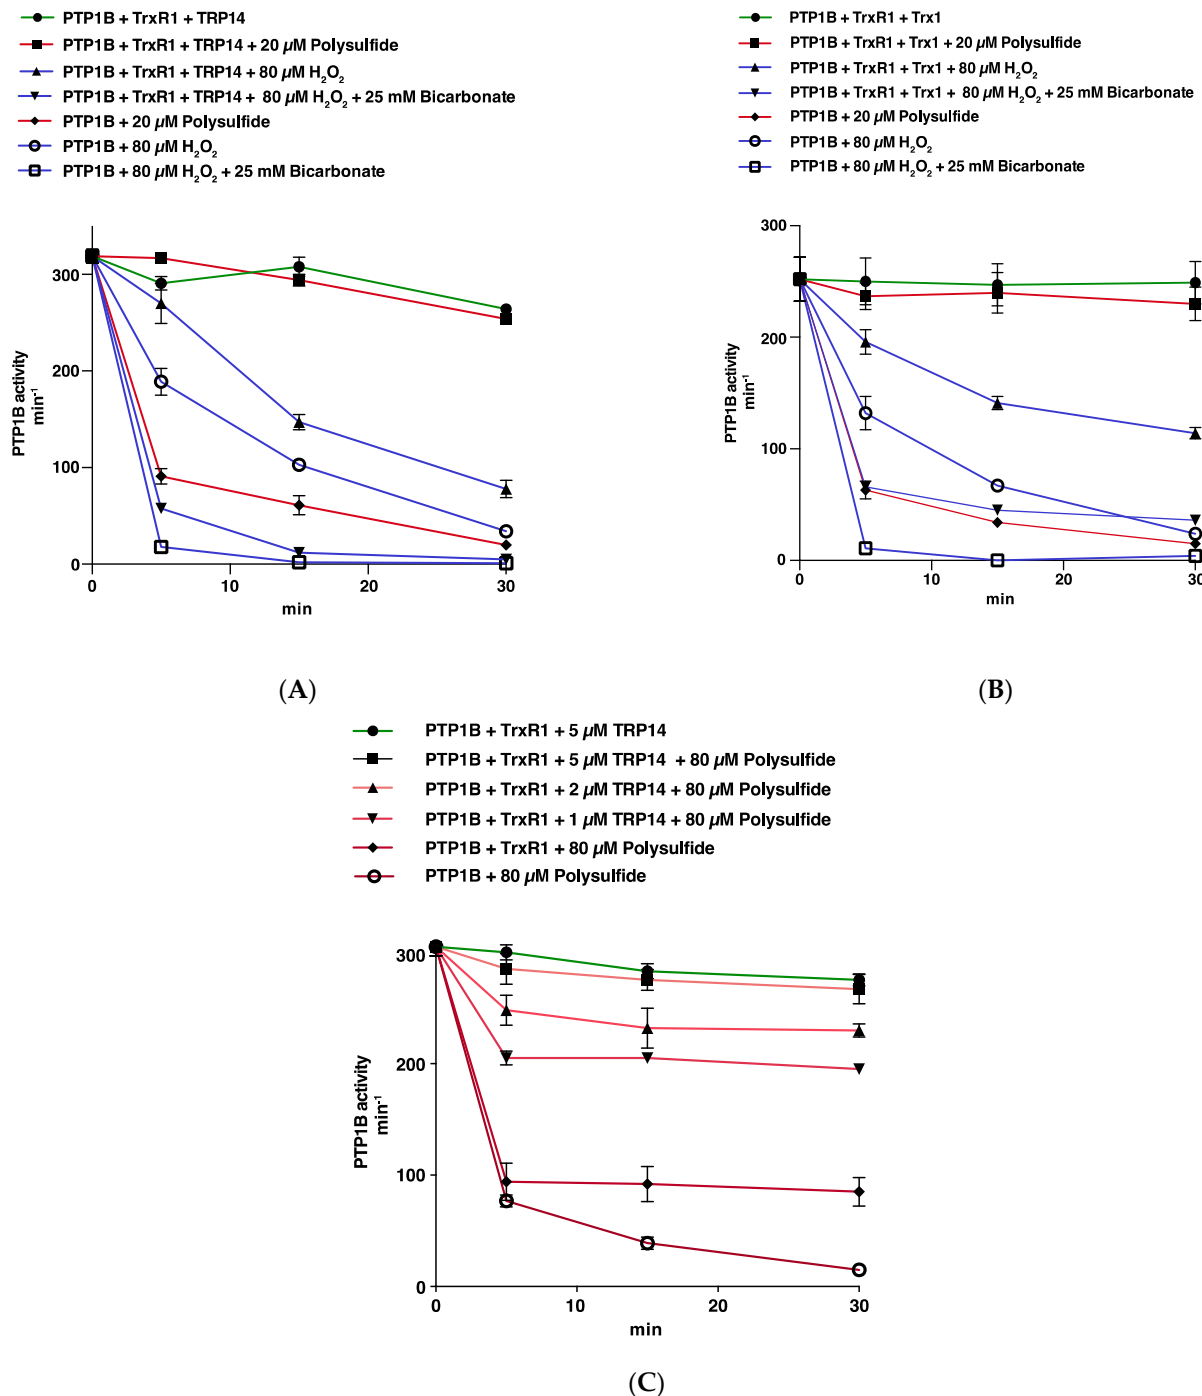 PTP1B + TrxR1 + TRP14
PTP1B + TrxR1 + TRP14 + 20 µM Polysulfide
PTP1B + TrxR1 + TRP14 + 80 µM H₂O₂
PTP1B + TrxR1 + TRP14 + 80 µM H₂O₂ + 25 mM Bicarbonate
PTP1B + 20 µM Polysulfide
PTP1B + 80 µM H₂O₂
PTP1B + 80 µM H₂O₂ + 25 mM Bicarbonate
300
200
100
0
PTP1B activity
min⁻¹
0
10
20
30
min
(A)
PTP1B + TrxR1 + Trx1
PTP1B + TrxR1 + Trx1 + 20 µM Polysulfide
PTP1B + TrxR1 + Trx1 + 80 µM H₂O₂
PTP1B + TrxR1 + Trx1 + 80 µM H₂O₂ + 25 mM Bicarbonate
PTP1B + 20 µM Polysulfide
PTP1B + 80 µM H₂O₂
PTP1B + 80 µM H₂O₂ + 25 mM Bicarbonate
300
200
100
0
PTP1B activity
min⁻¹
0
10
20
30
min
(B)
PTP1B + TrxR1 + 5 µM TRP14
PTP1B + TrxR1 + 5 µM TRP14 + 80 µM Polysulfide
PTP1B + TrxR1 + 2 µM TRP14 + 80 µM Polysulfide
PTP1B + TrxR1 + 1 µM TRP14 + 80 µM Polysulfide
PTP1B + TrxR1 + 80 µM Polysulfide
PTP1B + 80 µM Polysulfide
300
200
100
0
PTP1B activity
min⁻¹
0
10
20
30
min
(C)